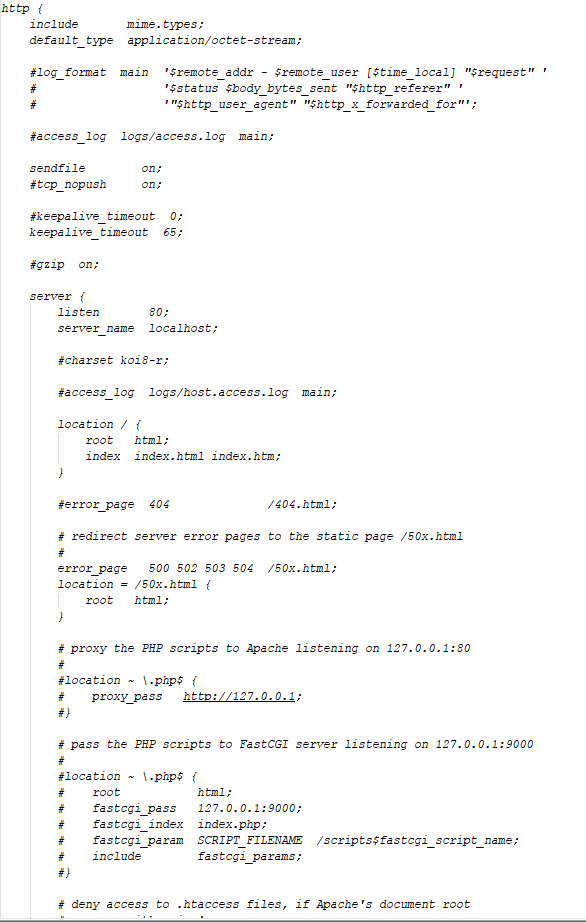 http {
    include       mime.types;
    default_type  application/octet-stream;
    #log_format  main  '$remote_addr - $remote_user [$time_local] "$request" '
    #                  '$status $body_bytes_sent "$http_referer" '
    #                  '"$http_user_agent" "$http_x_forwarded_for"';
    #access_log  logs/access.log  main;
    sendfile        on;
    #tcp_nopush     on;
    #keepalive_timeout  0;
    keepalive_timeout  65;
    #gzip  on;
    server {
        listen       80;
        server_name  localhost;
        #charset koi8-r;
        #access_log  logs/host.access.log  main;
        location / {
            root   html;
            index  index.html index.htm;
        }
        #error_page  404              /404.html;
        # redirect server error pages to the static page /50x.html
        #
        error_page   500 502 503 504  /50x.html;
        location = /50x.html {
            root   html;
        }
        # proxy the PHP scripts to Apache listening on 127.0.0.1:80
        #
        #location ~ \.php$ {
        #    proxy_pass   http://127.0.0.1;
        #}
        # pass the PHP scripts to FastCGI server listening on 127.0.0.1:9000
        #
        #location ~ \.php$ {
        #    root           html;
        #    fastcgi_pass   127.0.0.1:9000;
        #    fastcgi_index  index.php;
        #    fastcgi_param  SCRIPT_FILENAME  /scripts$fastcgi_script_name;
        #    include        fastcgi_params;
        #}
        # deny access to .htaccess files, if Apache's document root